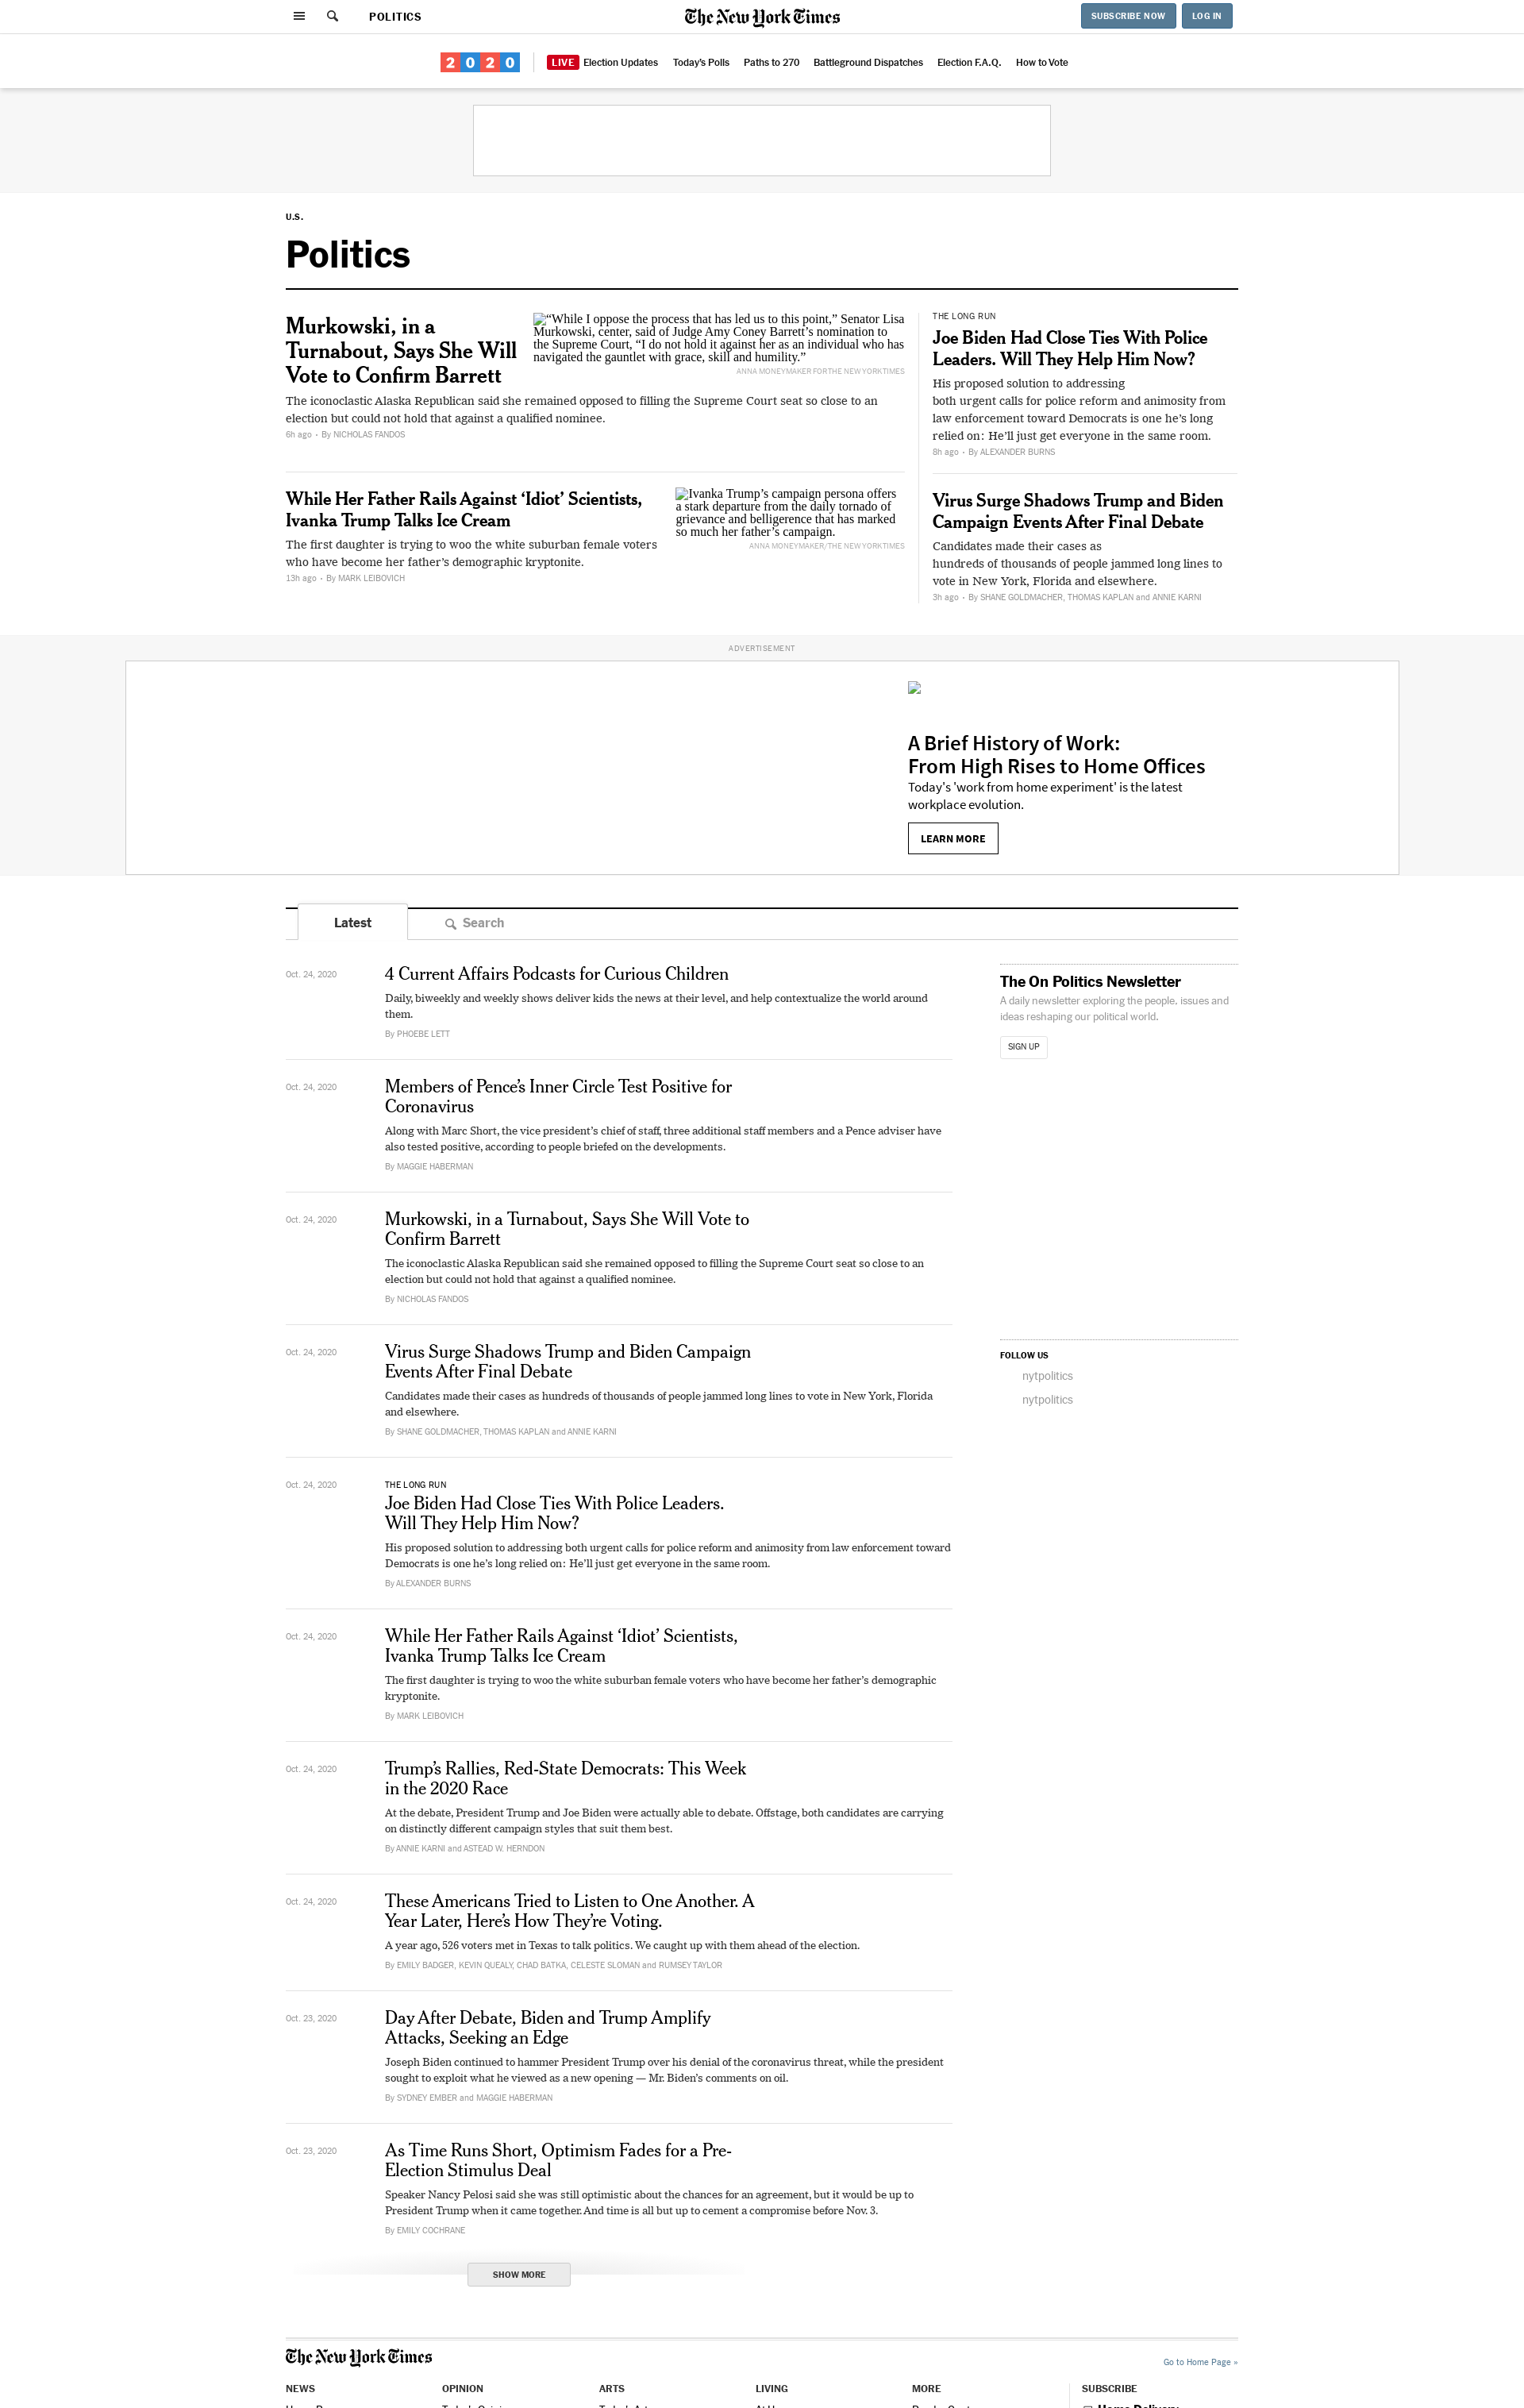 POLITICS
The New York Times
SUBSCRIBE NOW
LOG IN
2020
LIVE Election Updates
Today's Polls
Paths to 270
Battleground Dispatches
Election F.A.Q.
How to Vote
U.S.
Politics
Murkowski, in a
Turnabout, Says She Will
Vote to Confirm Barrett
“While I oppose the process that has led us to this point,” Senator Lisa
Murkowski, center, said of Judge Amy Coney Barrett’s nomination to
the Supreme Court, “I do not hold it against her as an individual who has
navigated the gauntlet with grace, skill and humility.”
ANNA MONEYMAKER FOR THE NEW YORK TIMES
The iconoclastic Alaska Republican said she remained opposed to filling the Supreme Court seat so close to an
election but could not hold that against a qualified nominee.
6h ago • By NICHOLAS FANDOS
While Her Father Rails Against ‘Idiot’ Scientists,
Ivanka Trump Talks Ice Cream
The first daughter is trying to woo the white suburban female voters
who have become her father’s demographic kryptonite.
13h ago • By MARK LEIBOVICH
Ivanka Trump’s campaign persona offers
a stark departure from the daily tornado of
grievance and belligerence that has marked
so much her father’s campaign.
ANNA MONEYMAKER/THE NEW YORK TIMES
THE LONG RUN
Joe Biden Had Close Ties With Police
Leaders. Will They Help Him Now?
His proposed solution to addressing
both urgent calls for police reform and animosity from
law enforcement toward Democrats is one he’s long
relied on: He’ll just get everyone in the same room.
8h ago • By ALEXANDER BURNS
Virus Surge Shadows Trump and Biden
Campaign Events After Final Debate
Candidates made their cases as
hundreds of thousands of people jammed long lines to
vote in New York, Florida and elsewhere.
3h ago • By SHANE GOLDMACHER, THOMAS KAPLAN and ANNIE KARNI
ADVERTISEMENT
A Brief History of Work:
From High Rises to Home Offices
Today's 'work from home experiment' is the latest
workplace evolution.
LEARN MORE
Latest
Search
Oct. 24, 2020
4 Current Affairs Podcasts for Curious Children
Daily, biweekly and weekly shows deliver kids the news at their level, and help contextualize the world around
them.
By PHOEBE LETT
Oct. 24, 2020
Members of Pence’s Inner Circle Test Positive for
Coronavirus
Along with Marc Short, the vice president’s chief of staff, three additional staff members and a Pence adviser have
also tested positive, according to people briefed on the developments.
By MAGGIE HABERMAN
Oct. 24, 2020
Murkowski, in a Turnabout, Says She Will Vote to
Confirm Barrett
The iconoclastic Alaska Republican said she remained opposed to filling the Supreme Court seat so close to an
election but could not hold that against a qualified nominee.
By NICHOLAS FANDOS
Oct. 24, 2020
Virus Surge Shadows Trump and Biden Campaign
Events After Final Debate
Candidates made their cases as hundreds of thousands of people jammed long lines to vote in New York, Florida
and elsewhere.
By SHANE GOLDMACHER, THOMAS KAPLAN and ANNIE KARNI
Oct. 24, 2020
THE LONG RUN
Joe Biden Had Close Ties With Police Leaders.
Will They Help Him Now?
His proposed solution to addressing both urgent calls for police reform and animosity from law enforcement toward
Democrats is one he’s long relied on: He’ll just get everyone in the same room.
By ALEXANDER BURNS
Oct. 24, 2020
While Her Father Rails Against ‘Idiot’ Scientists,
Ivanka Trump Talks Ice Cream
The first daughter is trying to woo the white suburban female voters who have become her father’s demographic
kryptonite.
By MARK LEIBOVICH
Oct. 24, 2020
Trump’s Rallies, Red-State Democrats: This Week
in the 2020 Race
At the debate, President Trump and Joe Biden were actually able to debate. Offstage, both candidates are carrying
on distinctly different campaign styles that suit them best.
By ANNIE KARNI and ASTEAD W. HERNDON
Oct. 24, 2020
These Americans Tried to Listen to One Another. A
Year Later, Here’s How They’re Voting.
A year ago, 526 voters met in Texas to talk politics. We caught up with them ahead of the election.
By EMILY BADGER, KEVIN QUEALY, CHAD BATKA, CELESTE SLOMAN and RUMSEY TAYLOR
Oct. 23, 2020
Day After Debate, Biden and Trump Amplify
Attacks, Seeking an Edge
Joseph Biden continued to hammer President Trump over his denial of the coronavirus threat, while the president
sought to exploit what he viewed as a new opening — Mr. Biden’s comments on oil.
By SYDNEY EMBER and MAGGIE HABERMAN
Oct. 23, 2020
As Time Runs Short, Optimism Fades for a Pre-
Election Stimulus Deal
Speaker Nancy Pelosi said she was still optimistic about the chances for an agreement, but it would be up to
President Trump when it came together. And time is all but up to cement a compromise before Nov. 3.
By EMILY COCHRANE
SHOW MORE
The On Politics Newsletter
A daily newsletter exploring the people, issues and
ideas reshaping our political world.
SIGN UP
FOLLOW US
nytpolitics
nytpolitics
The New York Times
Go to Home Page »
NEWS
OPINION
ARTS
LIVING
MORE
SUBSCRIBE